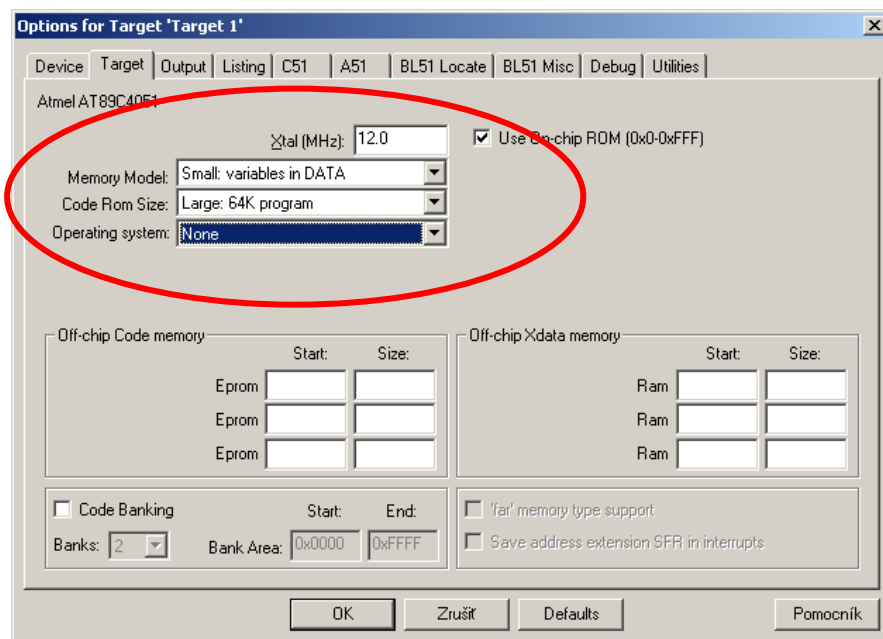 Options for Target 'Target 1'
Device Target Output Listing C51 A51 BL51 Locate BL51 Misc Debug Utilities
Atmel AT89C4051
Xtal (MHz): 12.0 Use On-chip ROM (0x0-0xFFF)
Memory Model: Small: variables in DATA
Code Rom Size: Large: 64K program
Operating system: None
Off-chip Code memory Off-chip Xdata memory
Start: Size: Start: Size:
Eprom Ram
Eprom Ram
Eprom Ram
Code Banking Start: End: 'far' memory type support
Banks: 2 Bank Area: 0x0000 0xFFFF Save address extension SFR in interrupts
OK Zrušiť Defaults Pomocník